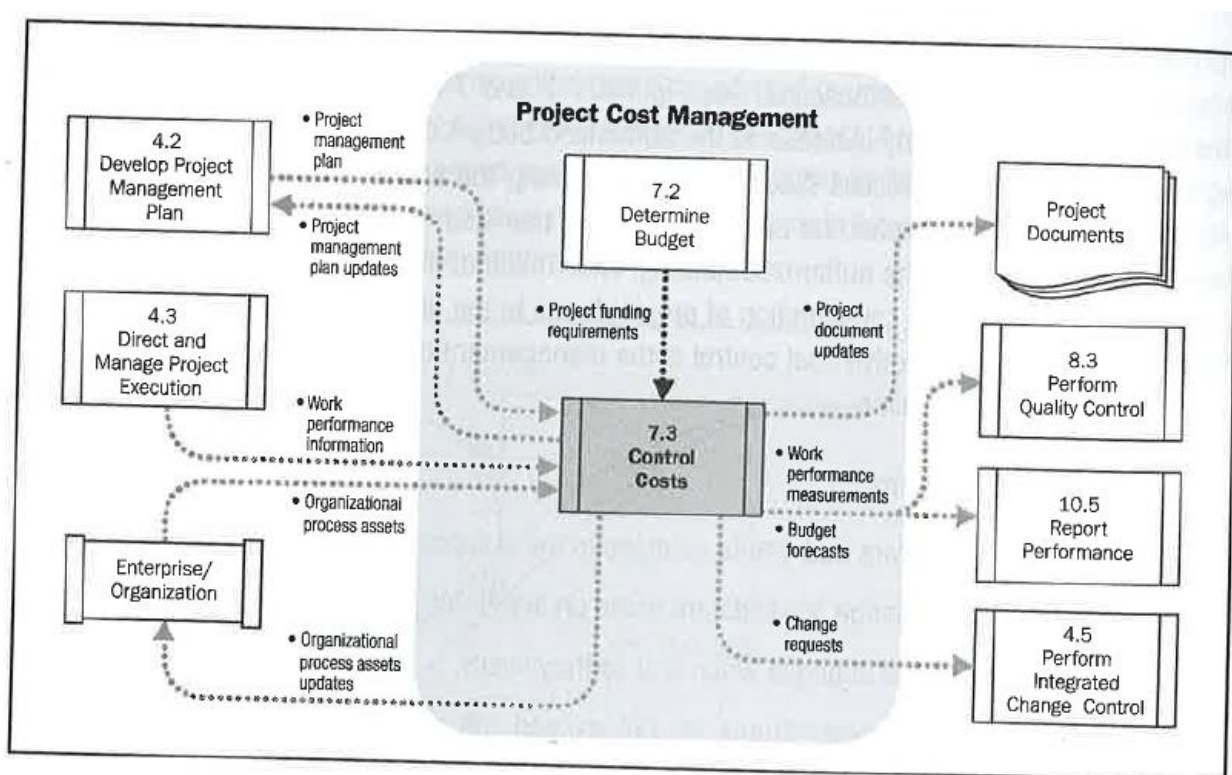 Project Cost Management
4.2
Develop Project
Management
Plan
• Project
management
plan
• Project
management
plan updates
7.2
Determine
Budget
Project
Documents
4.3
Direct and
Manage Project
Execution
• Project funding
requirements
• Project
document
updates
8.3
Perform
Quality Control
• Work
performance
information
7.3
Control
Costs
• Work
performance
measurements
• Budget
forecasts
• Organizational
process assets
10.5
Report
Performance
Enterprise/
Organization
• Organizational
process assets
updates
• Change
requests
4.5
Perform
Integrated
Change Control